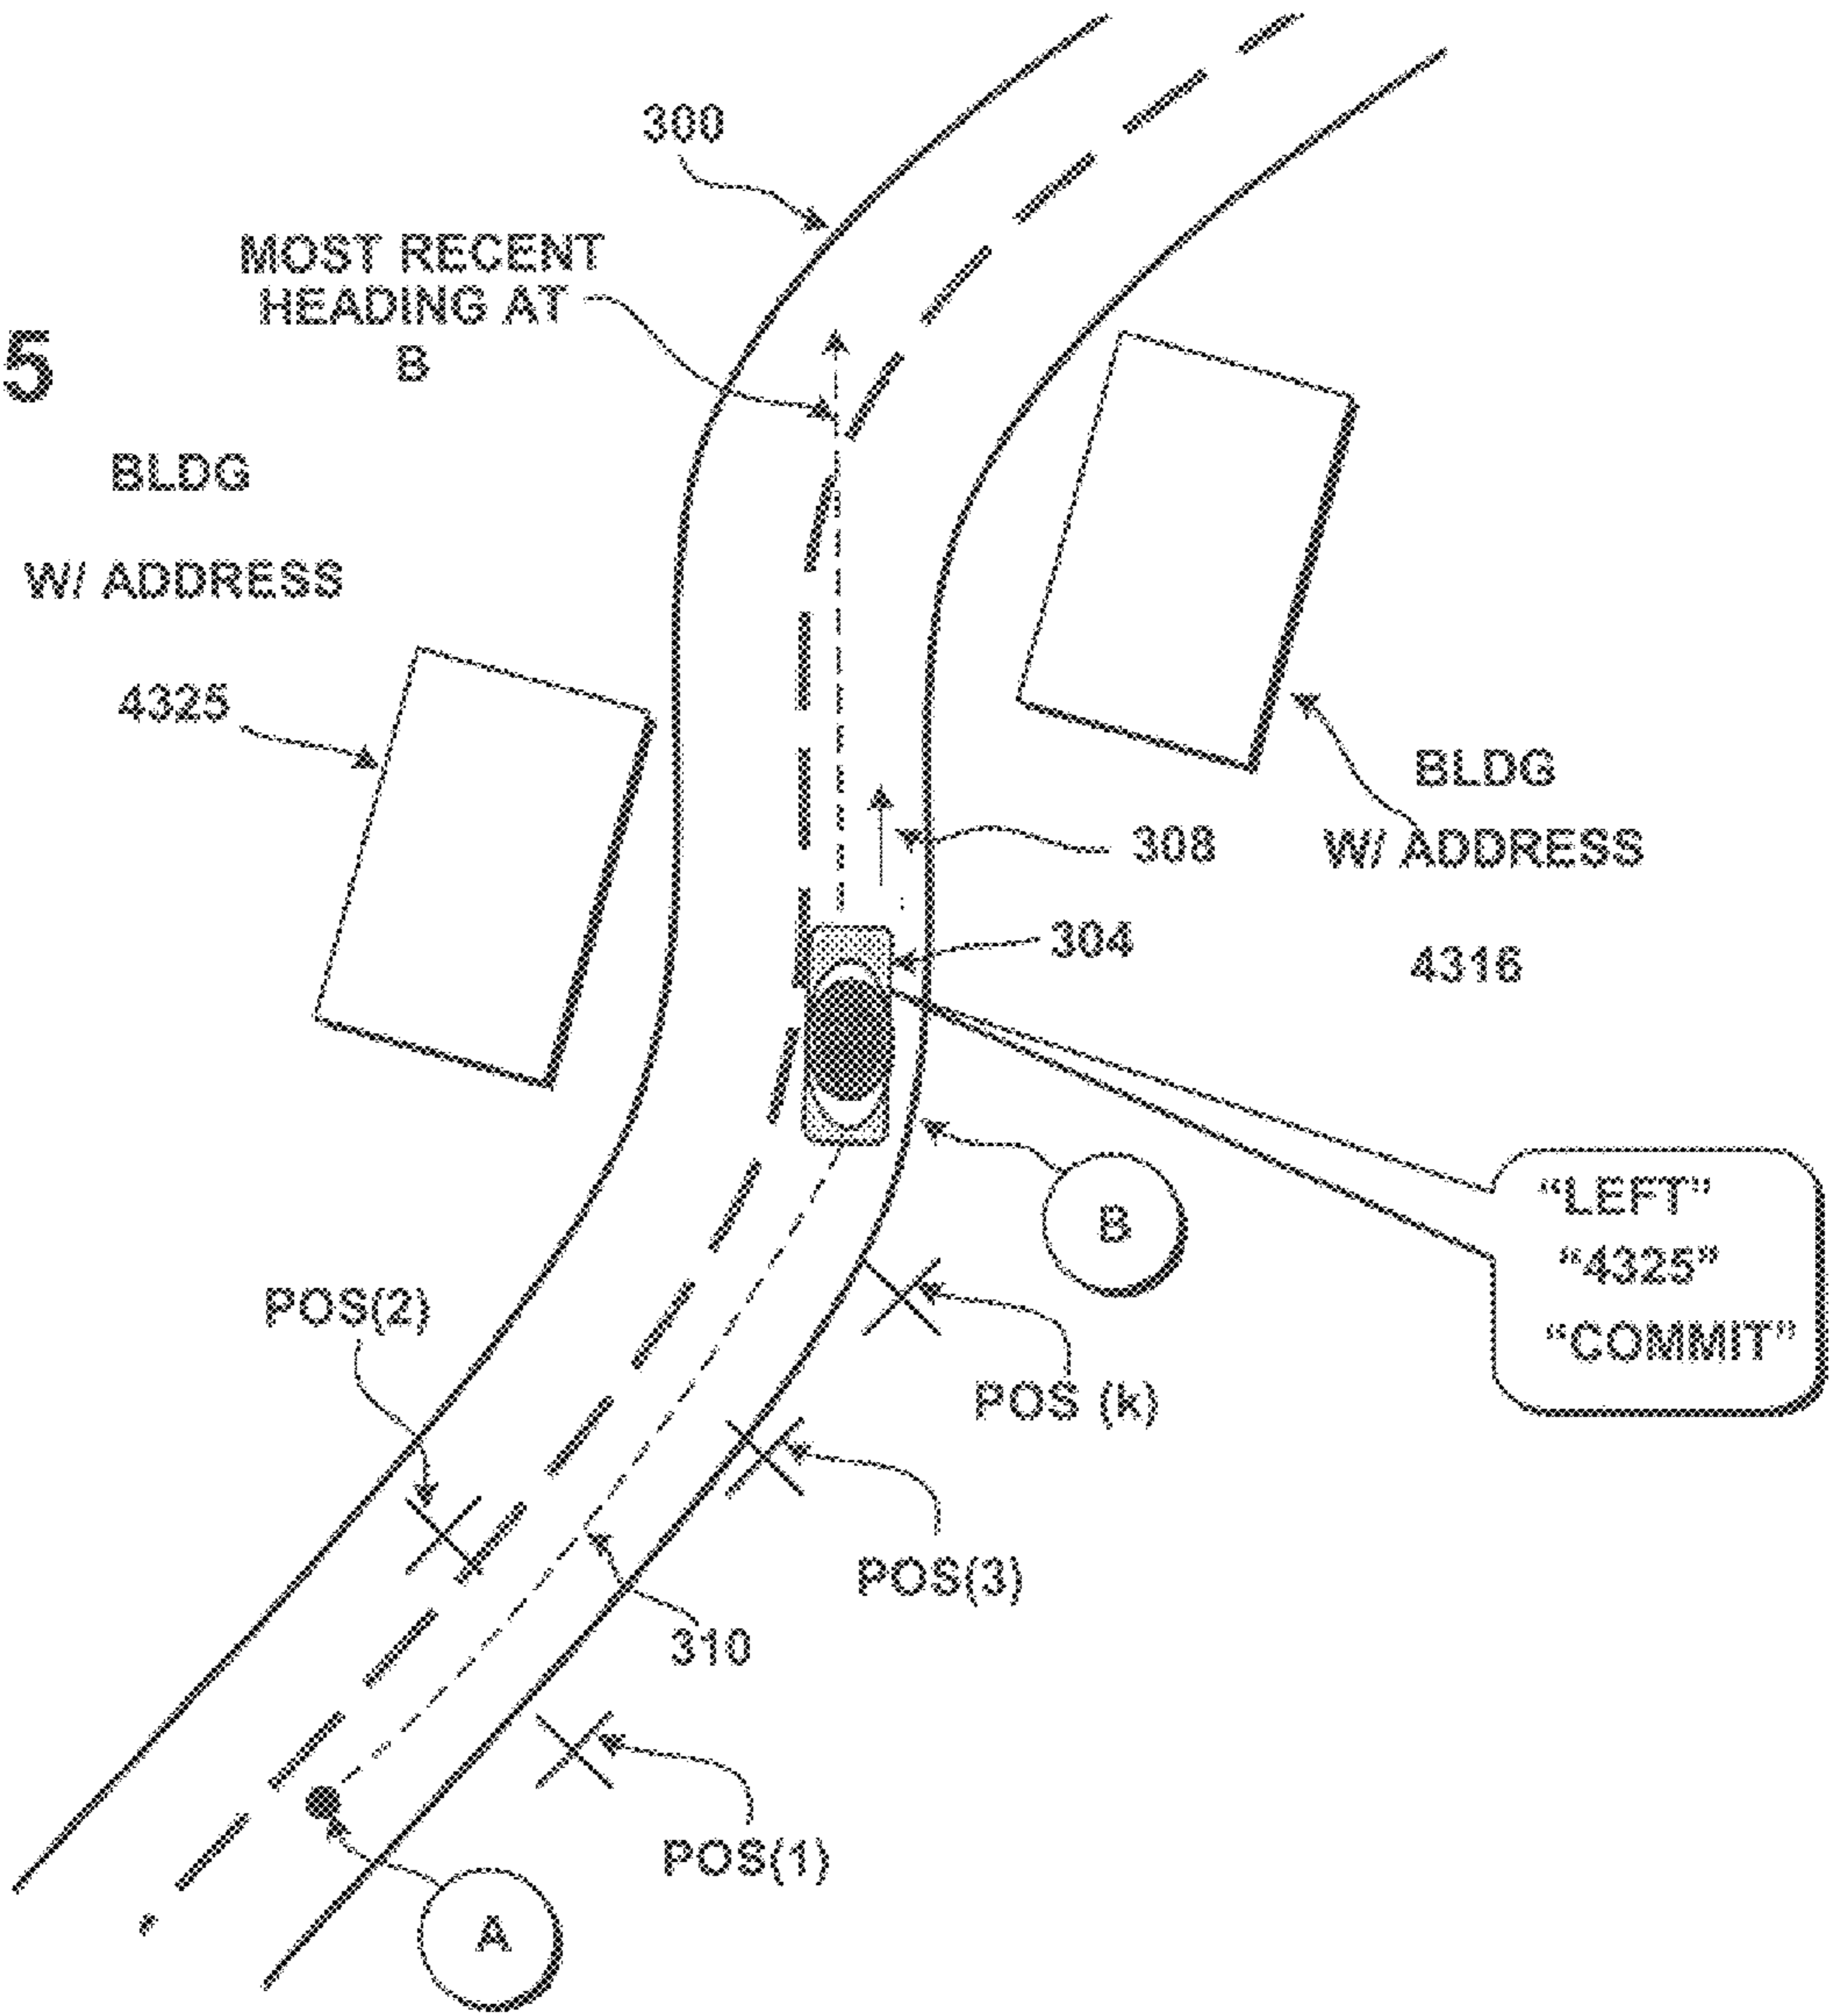 300
MOST RECENT
HEADING AT
B
5
BLDG
W/ ADDRESS
4325
BLDG
W/ ADDRESS
4316
308
304
B
"LEFT"
"4325"
"COMMIT"
POS(2)
POS (k)
POS(3)
310
POS(1)
A